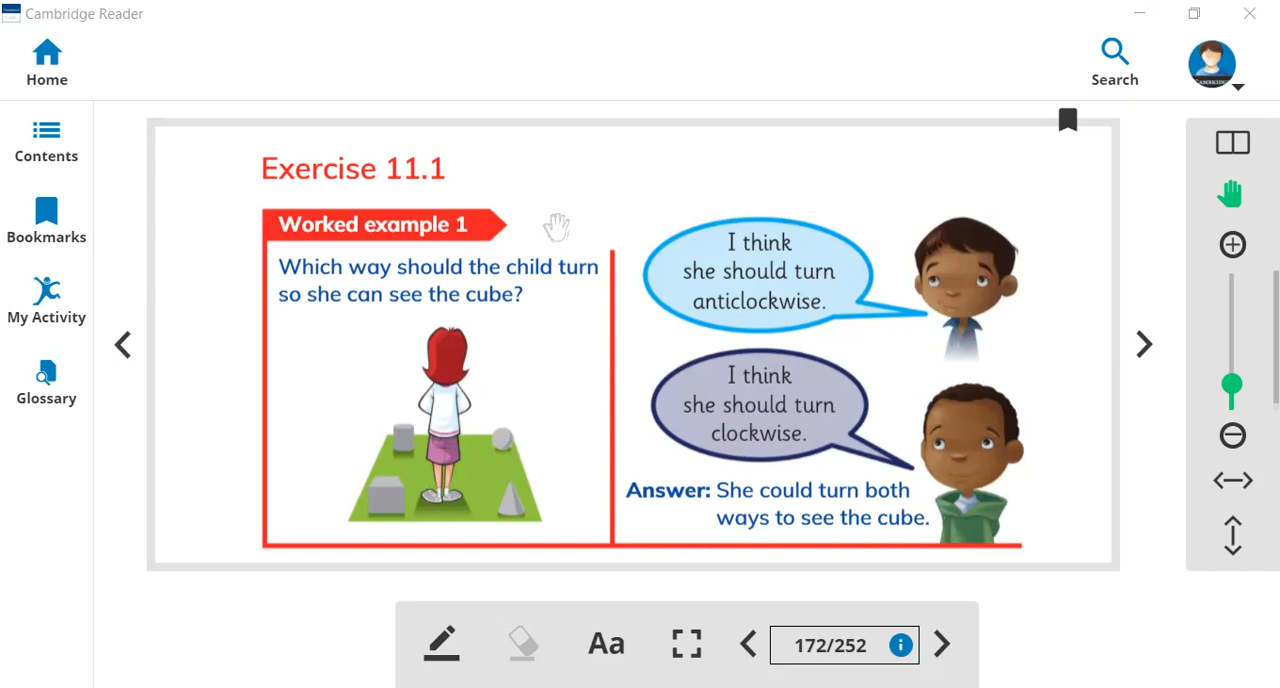 Cambridge Reader
Home
Search
Contents
Bookmarks
My Activity
Glossary
Exercise 11.1
Worked example 1
Which way should the child turn
so she can see the cube?
I think
she should turn
anticlockwise.
I think
she should turn
clockwise.
Answer: She could turn both
ways to see the cube.
Aa
172/252
i